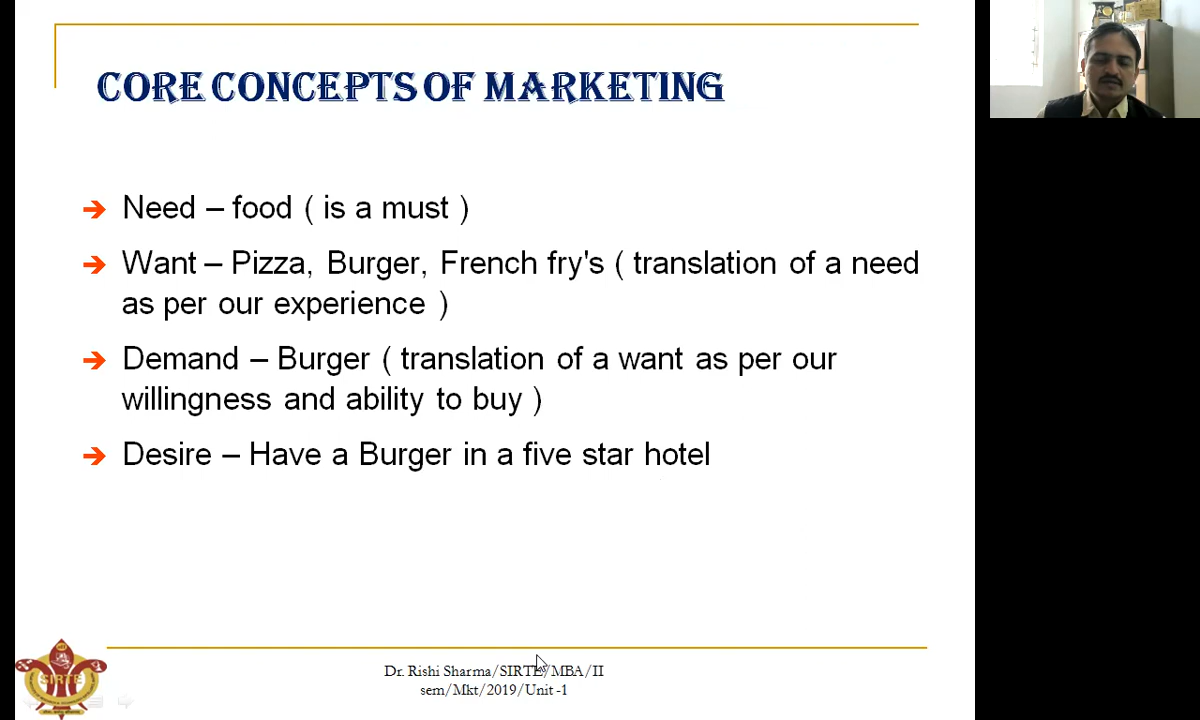 CORE CONCEPTS OF MARKETING
Need – food ( is a must )
Want – Pizza, Burger, French fry's ( translation of a need
as per our experience )
Demand – Burger ( translation of a want as per our
willingness and ability to buy )
Desire – Have a Burger in a five star hotel
Dr. Rishi Sharma/SIRTE/MBA/II
sem/Mkt/2019/Unit -1
SIRTE